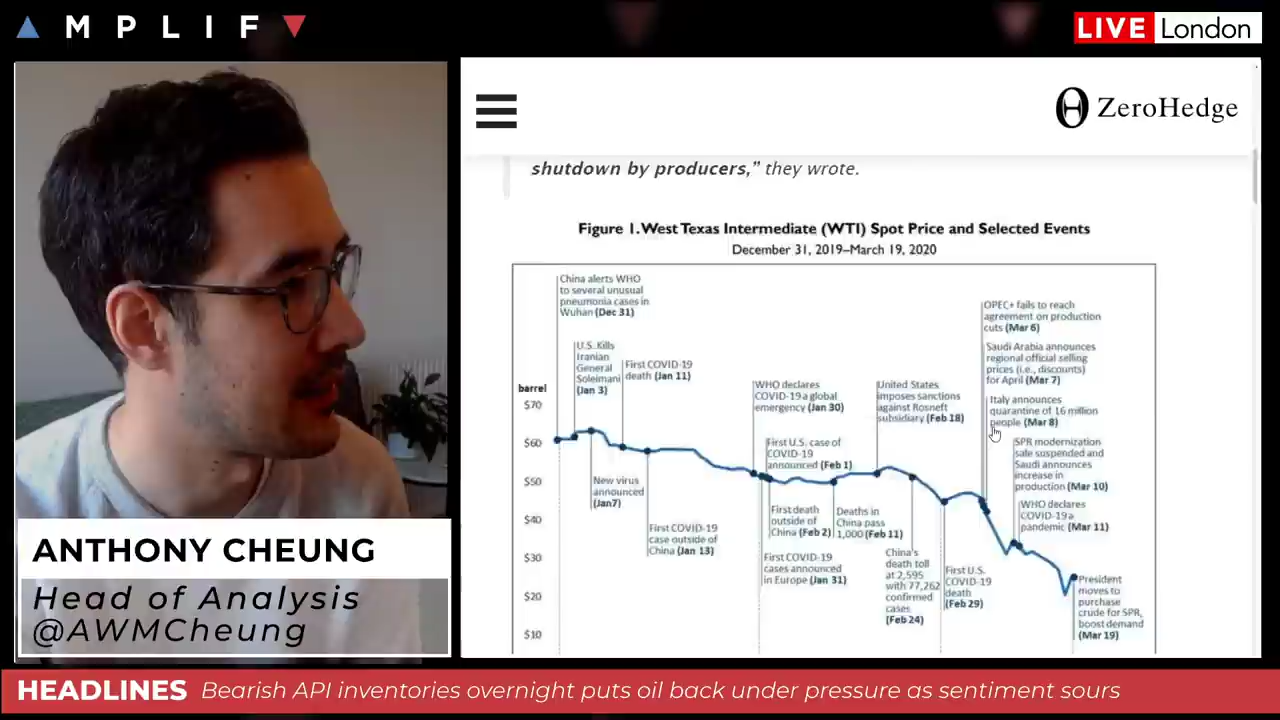 MPLIF
LIVE London
ZeroHedge
shutdown by producers," they wrote.
Figure 1. West Texas Intermediate (WTI) Spot Price and Selected Events
December 31, 2019–March 19, 2020
China alerts WHO
to several unusual
pneumonia cases in
Wuhan (Dec 31)
U.S. Kills
Iranian
General
Soleimani
(Jan 3)
First COVID-19
death (Jan 11)
WHO declares
COVID-19 a global
emergency (Jan 30)
First U.S. case of
COVID-19
announced (Feb 1)
United States
imposes sanctions
against Rosneft
subsidiary (Feb 18)
OPEC+ fails to reach
agreement on production
cuts (Mar 6)
Saudi Arabia announces
regional official selling
prices (i.e., discounts)
for April (Mar 7)
Italy announces
quarantine of 16 million
people (Mar 8)
SPR modernization
sale suspended and
Saudi announces
increase in
production (Mar 10)
WHO declares
COVID-19 a
pandemic (Mar 11)
barrel
$70
$60
$50
$40
$30
$20
$10
New virus
announced
(Jan7)
First COVID-19
case outside of
China (Jan 13)
First death
outside of
China (Feb 2)
First COVID-19
cases announced
in Europe (Jan 31)
Deaths in
China pass
1,000 (Feb 11)
China's
death toll
at 2,595
with 77,262
confirmed
cases
(Feb 24)
First U.S.
COVID-19
death
(Feb 29)
President
moves to
purchase
crude for SPR,
boost demand
(Mar 19)
ANTHONY CHEUNG
Head of Analysis
@AWMCheung
HEADLINES Bearish API inventories overnight puts oil back under pressure as sentiment sours